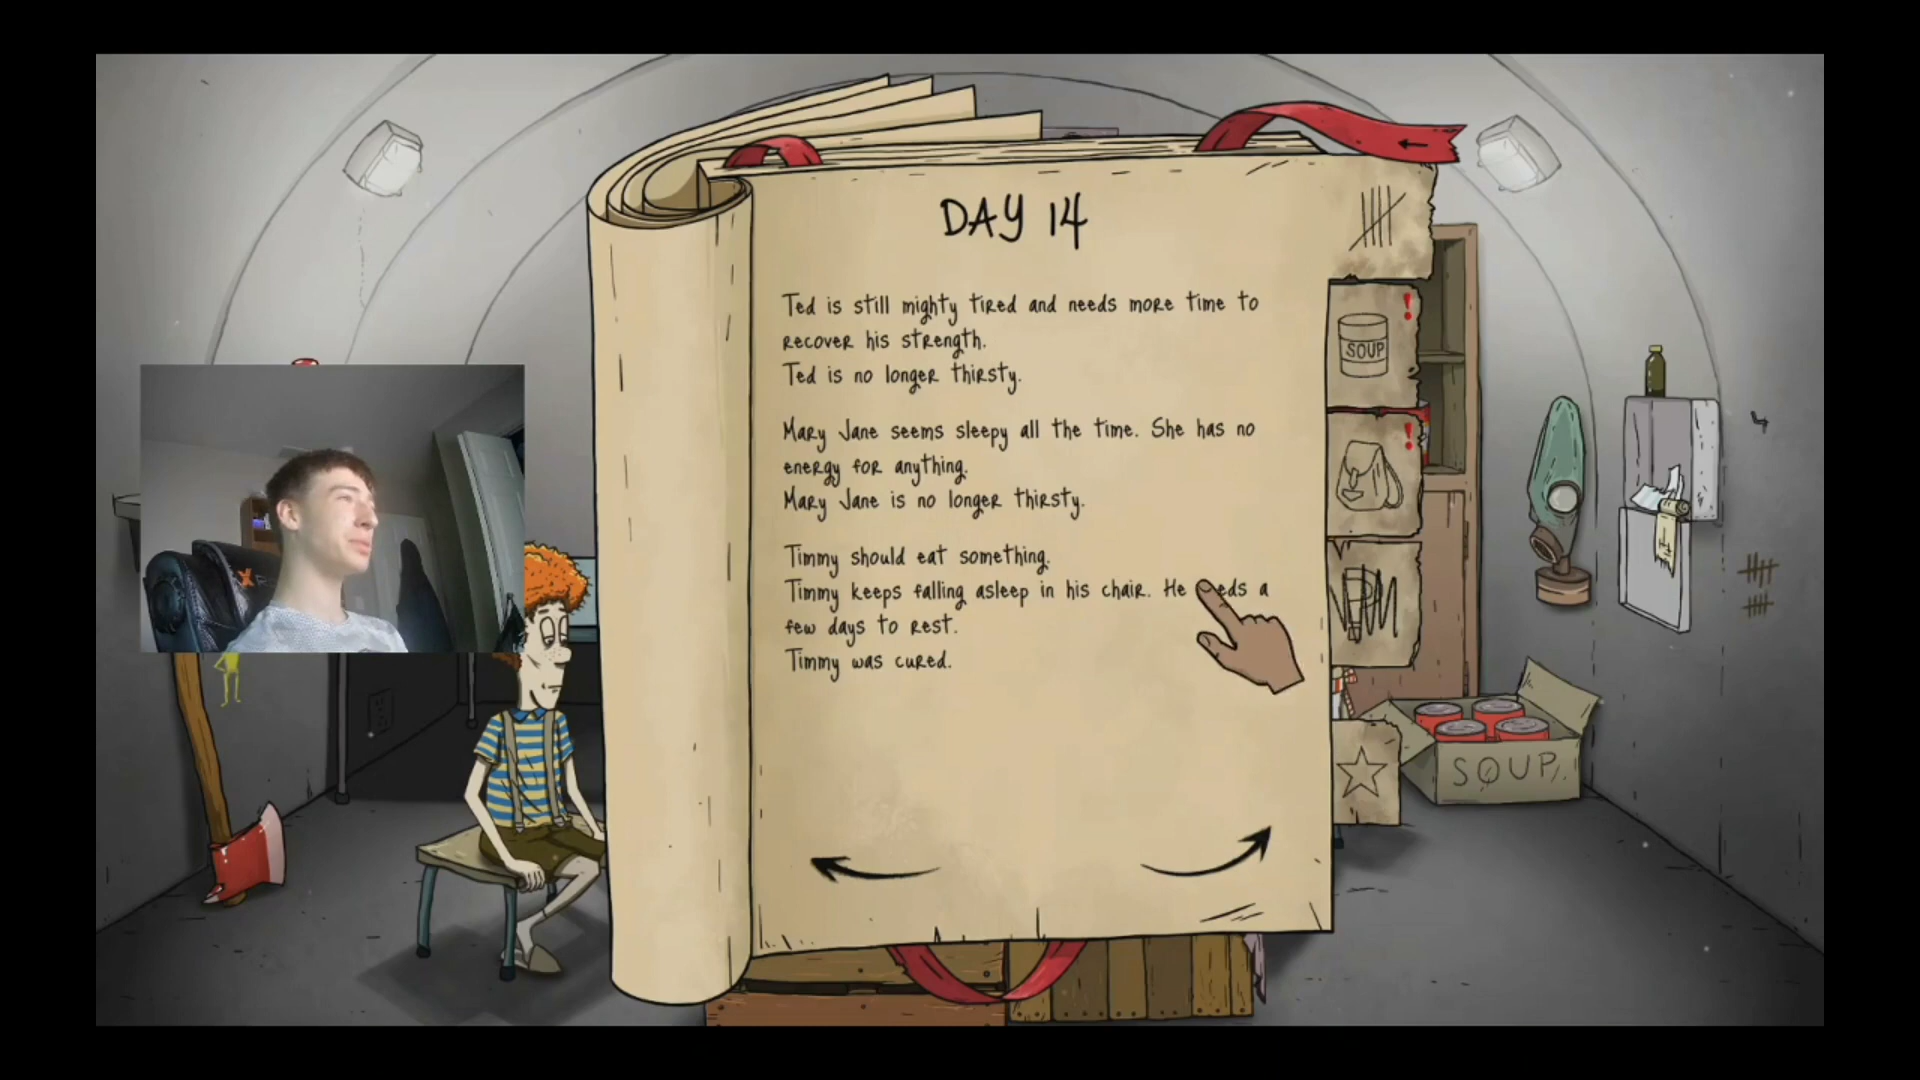 DAY 14
Ted is still mighty tired and needs more time to
recover his strength.
Ted is no longer thirsty.
Mary Jane seems sleepy all the time. She has no
energy for anything.
Mary Jane is no longer thirsty.
Timmy should eat something.
Timmy keeps falling asleep in his chair. He a
few days to rest.
Timmy was cured.
!
SOUP
!
SOUP